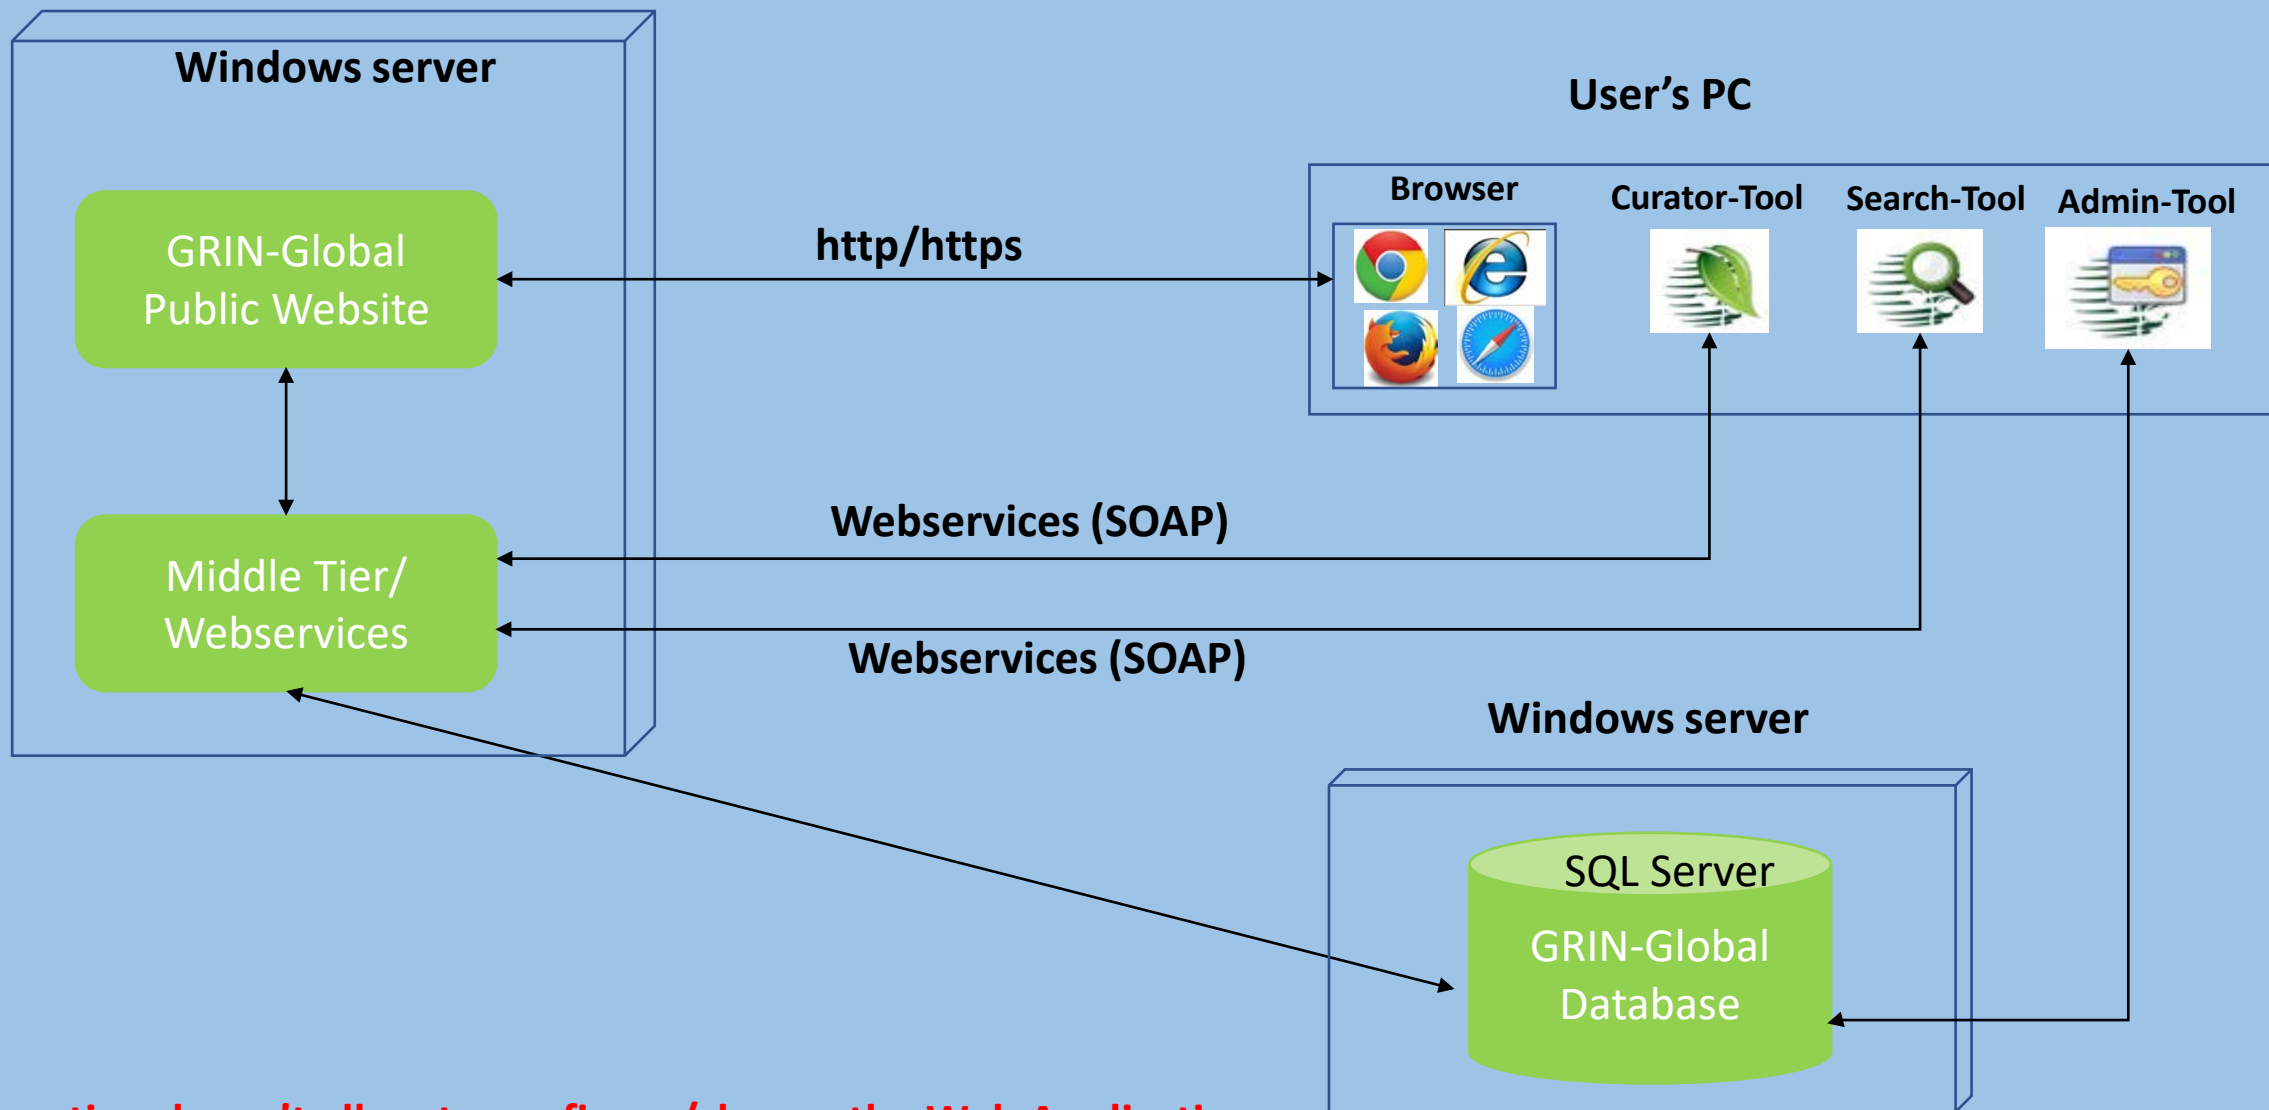 Windows server
User’s PC
Browser
Curator-Tool
Search-Tool
Admin-Tool
GRIN-Global
Public Website
http/https
Webservices (SOAP)
Middle Tier/
Webservices
Webservices (SOAP)
Windows server
SQL Server
GRIN-Global
Database